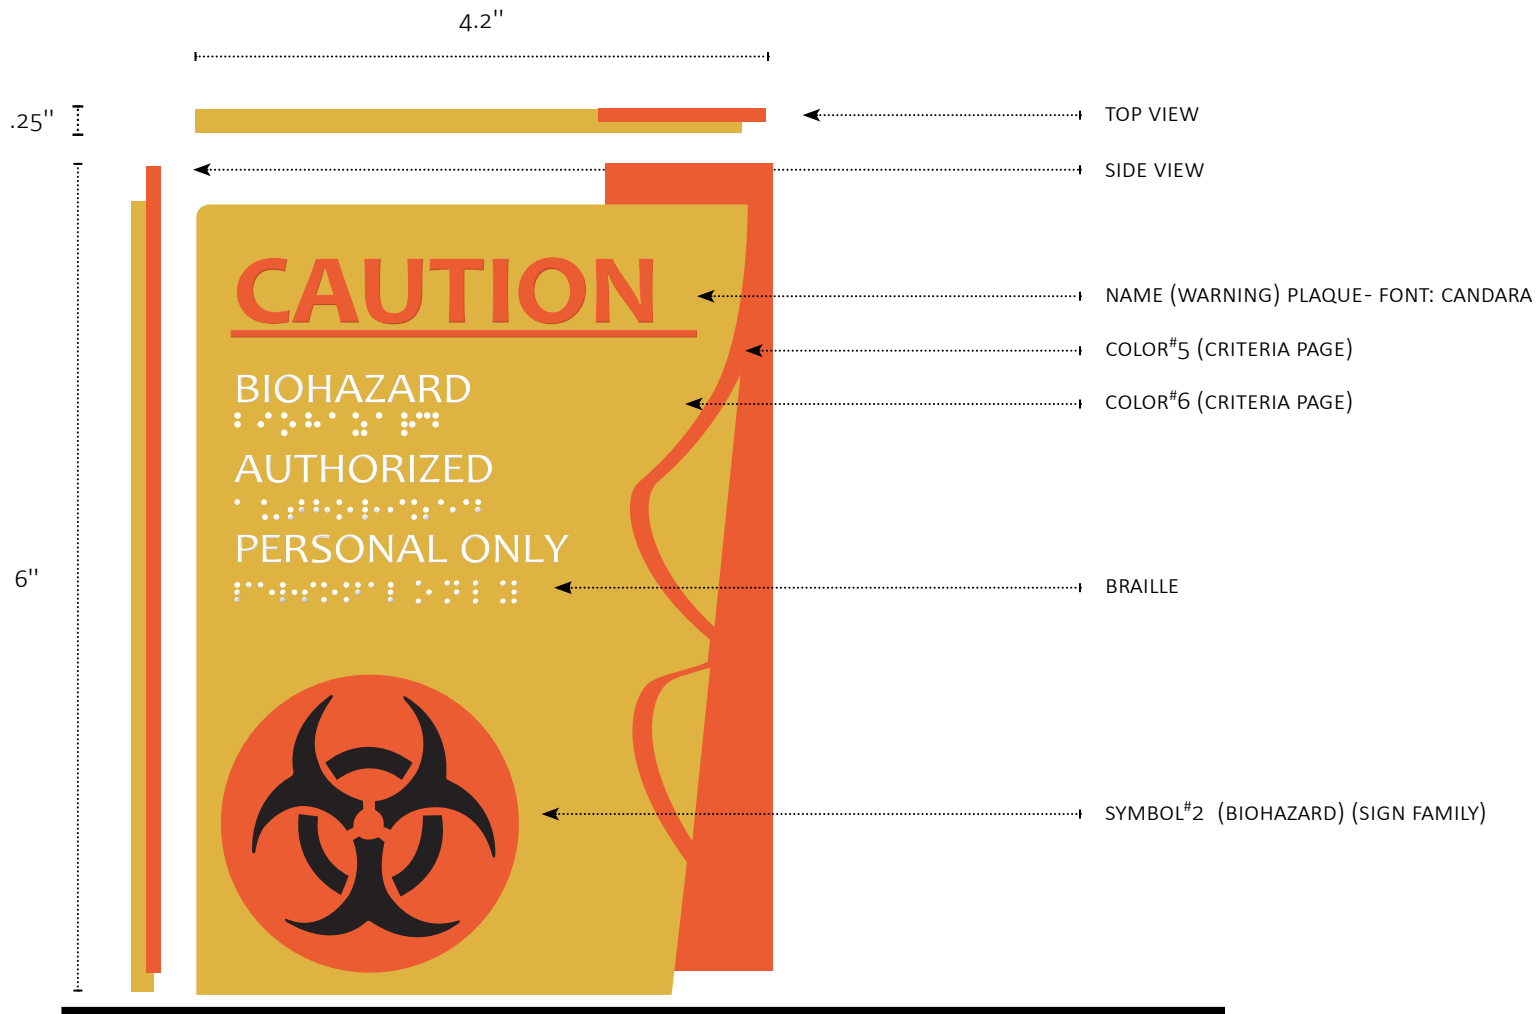 4.2"
.25"
TOP VIEW
SIDE VIEW
CAUTION
NAME (WARNING) PLAQUE- FONT: CANDARA
COLOR#5 (CRITERIA PAGE)
BIOHAZARD
COLOR#6 (CRITERIA PAGE)
AUTHORIZED
PERSONAL ONLY
6"
BRAILLE
SYMBOL#2 (BIOHAZARD) (SIGN FAMILY)